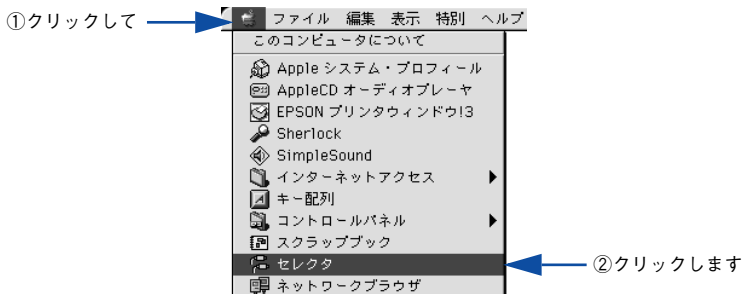 ①クリックして
ファイル 編集 表示 特別 ヘルプ
このコンピュータについて
Apple システム・プロフィール
AppleCD オーディオプレーヤ
EPSON プリンタウィンドウ!3
Sherlock
SimpleSound
インターネットアクセス
キー配列
コントロールパネル
スクラップブック
セレクタ
②クリックします
ネットワークブラウザ